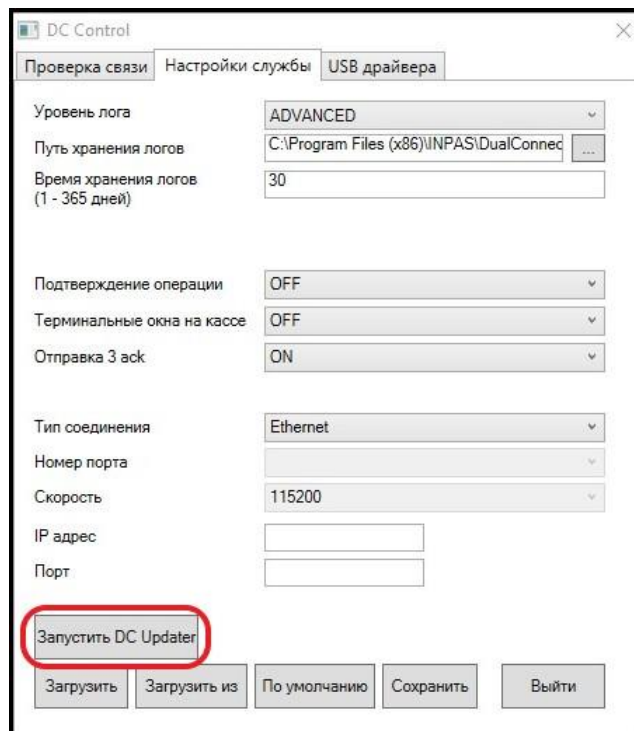 DC Control
Проверка связи Настройки службы USB драйвера
Уровень лога ADVANCED
Путь хранения логов C:\Program Files (x86)\INPAS\DualConnec ...
Время хранения логов 30
(1 - 365 дней)
Подтверждение операции OFF
Терминальные окна на кассе OFF
Отправка 3 ack ON
Тип соединения Ethernet
Номер порта
Скорость 115200
IP адрес
Порт
Запустить DC Updater
Загрузить Загрузить из По умолчанию Сохранить Выйти